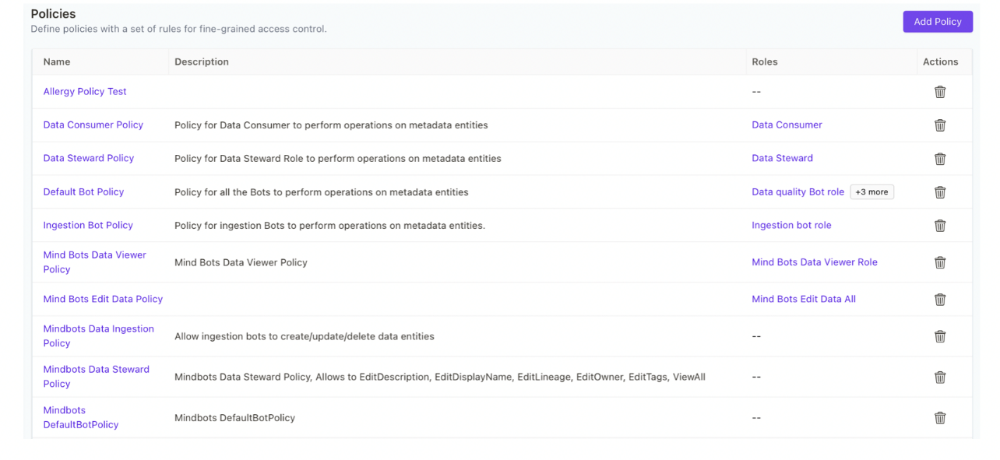 Policies
Define policies with a set of rules for fine-grained access control.
Add Policy
Name Description Roles Actions
Allergy Policy Test --
Data Consumer Policy Policy for Data Consumer to perform operations on metadata entities Data Consumer
Data Steward Policy Policy for Data Steward Role to perform operations on metadata entities Data Steward
Default Bot Policy Policy for all the Bots to perform operations on metadata entities Data quality Bot role +3 more
Ingestion Bot Policy Policy for ingestion Bots to perform operations on metadata entities. Ingestion bot role
Mind Bots Data Viewer
Policy
Mind Bots Data Viewer Policy Mind Bots Data Viewer Role
Mind Bots Edit Data Policy Mind Bots Edit Data All
Mindbots Data Ingestion
Policy
Allow ingestion bots to create/update/delete data entities --
Mindbots Data Steward
Policy
Mindbots Data Steward Policy, Allows to EditDescription, EditDisplayName, EditLineage, EditOwner, EditTags, ViewAll --
Mindbots
DefaultBotPolicy
Mindbots DefaultBotPolicy --